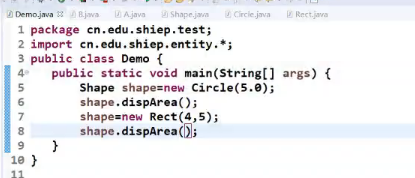 Demo.java B.java A.java Shape.java Circle.java Rect.java
1 package cn.edu.shiep.test;
2 import cn.edu.shiep.entity.*;
3 public class Demo {
4 public static void main(String[] args) {
5 Shape shape=new Circle(5.0);
6 shape.dispArea();
7 shape=new Rect(4,5);
8 shape.dispArea();
9 }
10 }
11